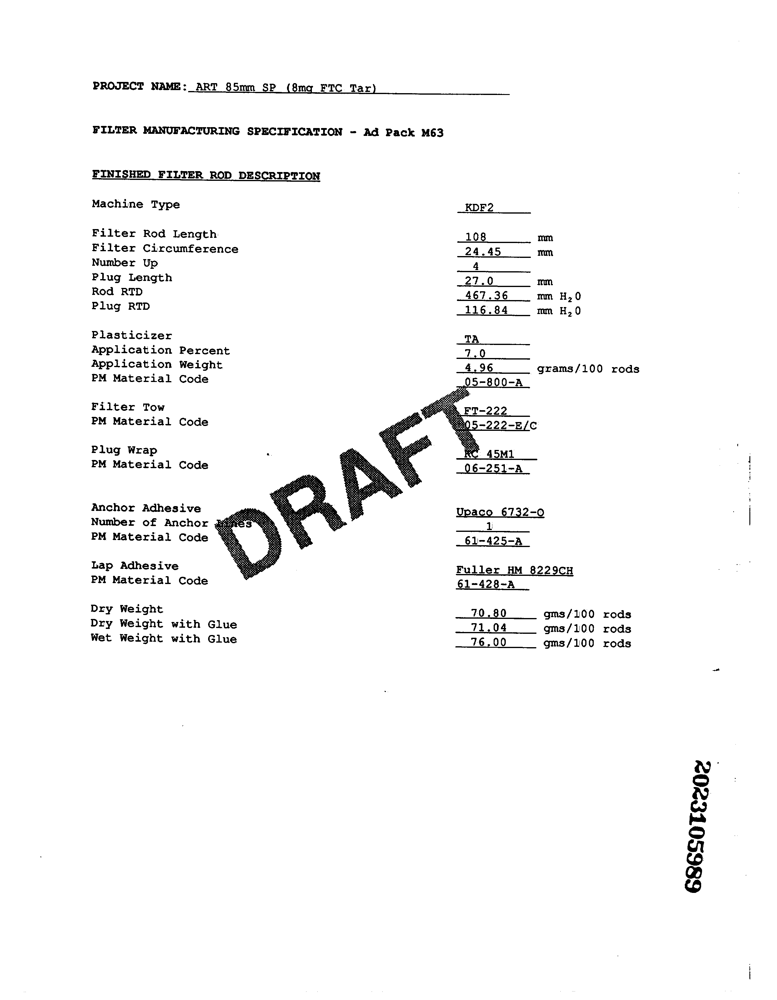 PROJECT NAME: ART 85mm SP (8mg FTC Tar)
FILTER MANUFACTURING SPECIFICATION - Ad Pack M63
FINISHED FILTER ROD DESCRIPTION
Machine Type KDF2
Filter Rod Length 108 mm
Filter Circumference 24.45 mm
Number Up 4
Plug Length 27.0 mm
Rod RTD 467.36 mm H₂O
Plug RTD 116.84 mm H₂O
Plasticizer TA
Application Percent 7.0
Application Weight 4.96 grams/100 rods
PM Material Code 05-800-A
Filter Tow FT-222
PM Material Code 05-222-E/C
Plug Wrap RC 45M1
PM Material Code 06-251-A
DRAFT
Anchor Adhesive Upaco 6732-O
Number of Anchor Lines 1
PM Material Code 61-425-A
Lap Adhesive Fuller HM 8229CH
PM Material Code 61-428-A
Dry Weight 70.80 gms/100 rods
Dry Weight with Glue 71.04 gms/100 rods
Wet Weight with Glue 76.00 gms/100 rods
2023105989